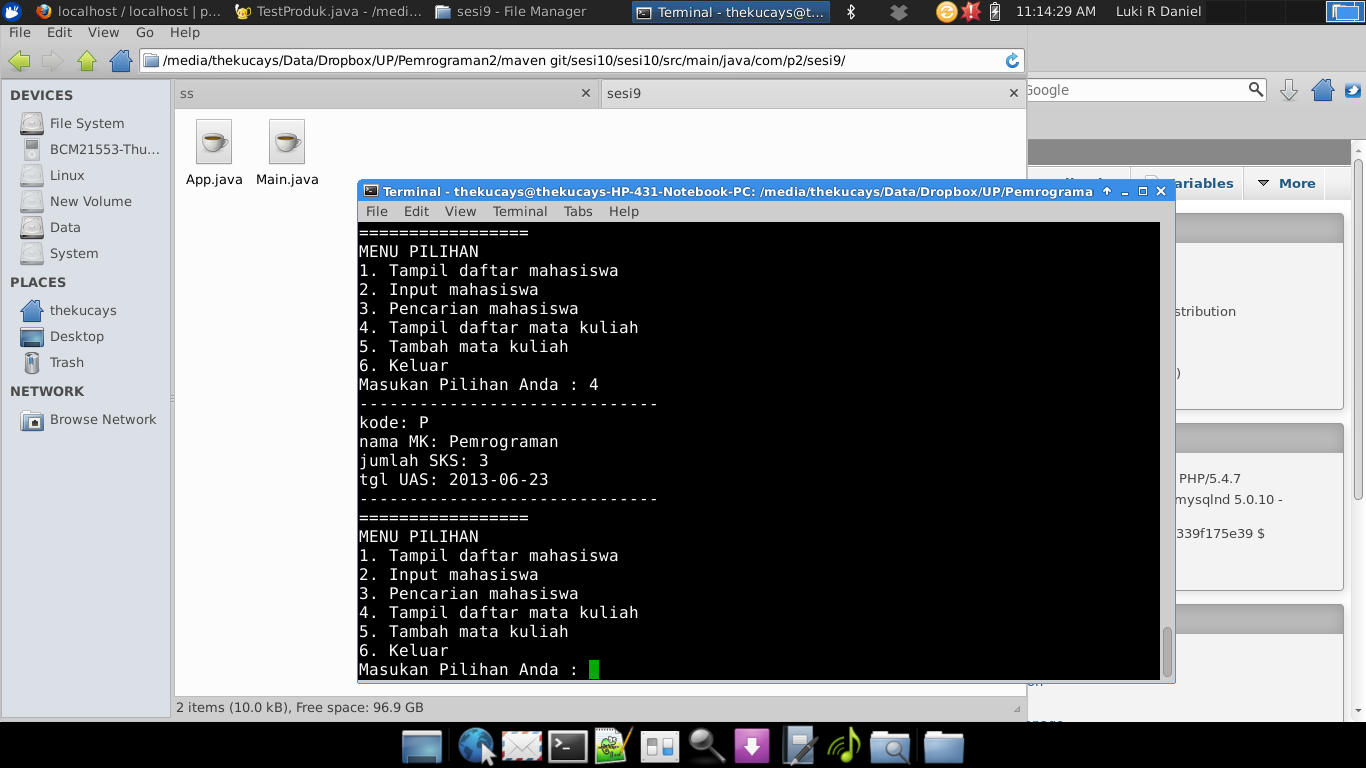 localhost / localhost | p...
TestProduk.java - /medi...
sesi9 - File Manager
Terminal - thekucays@t...
11:14:29 AM
Luki R Daniel
File Edit View Go Help
/media/thekucays/Data/Dropbox/UP/Pemrograman2/maven git/sesi10/sesi10/src/main/java/com/p2/sesi9/
Google
DEVICES
File System
BCM21553-Thu...
Linux
New Volume
Data
System
PLACES
thekucays
Desktop
Trash
NETWORK
Browse Network
ss
sesi9
App.java
Main.java
2 items (10.0 kB), Free space: 96.9 GB
Terminal - thekucays@thekucays-HP-431-Notebook-PC: /media/thekucays/Data/Dropbox/UP/Pemrograma
File Edit View Terminal Tabs Help
=================
MENU PILIHAN
1. Tampil daftar mahasiswa
2. Input mahasiswa
3. Pencarian mahasiswa
4. Tampil daftar mata kuliah
5. Tambah mata kuliah
6. Keluar
Masukan Pilihan Anda : 4
------------------------------
kode: P
nama MK: Pemrograman
jumlah SKS: 3
tgl UAS: 2013-06-23
------------------------------
=================
MENU PILIHAN
1. Tampil daftar mahasiswa
2. Input mahasiswa
3. Pencarian mahasiswa
4. Tampil daftar mata kuliah
5. Tambah mata kuliah
6. Keluar
Masukan Pilihan Anda :
ariables
More
stribution
)
PHP/5.4.7
mysqlnd 5.0.10 -
339f175e39 $